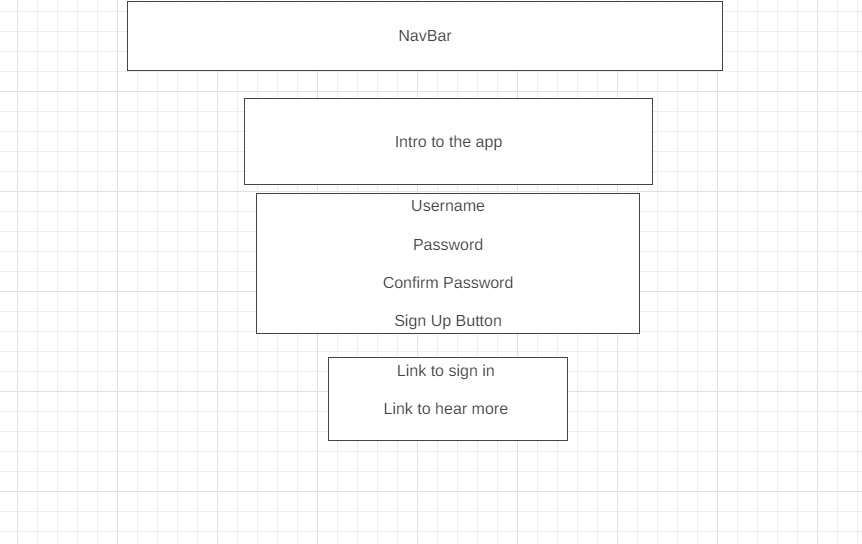 NavBar
Intro to the app
Username
Password
Confirm Password
Sign Up Button
Link to sign in
Link to hear more